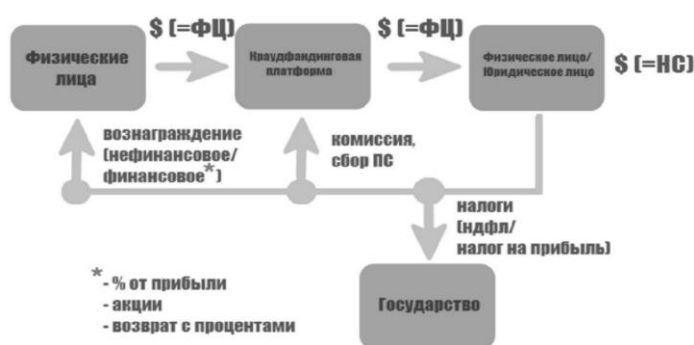 $ (=ФЦ)
$ (=ФЦ)
Физические
лица
Краудфандинговая
платформа
Физическое лицо/
Юридическое лицо
$ (=НС)
вознаграждение
(нефинансовое/
финансовое*)
комиссия,
сбор ПС
налоги
(ндфл/
налог на прибыль)
Государство
*- % от прибыли
- акции
- возврат с процентами